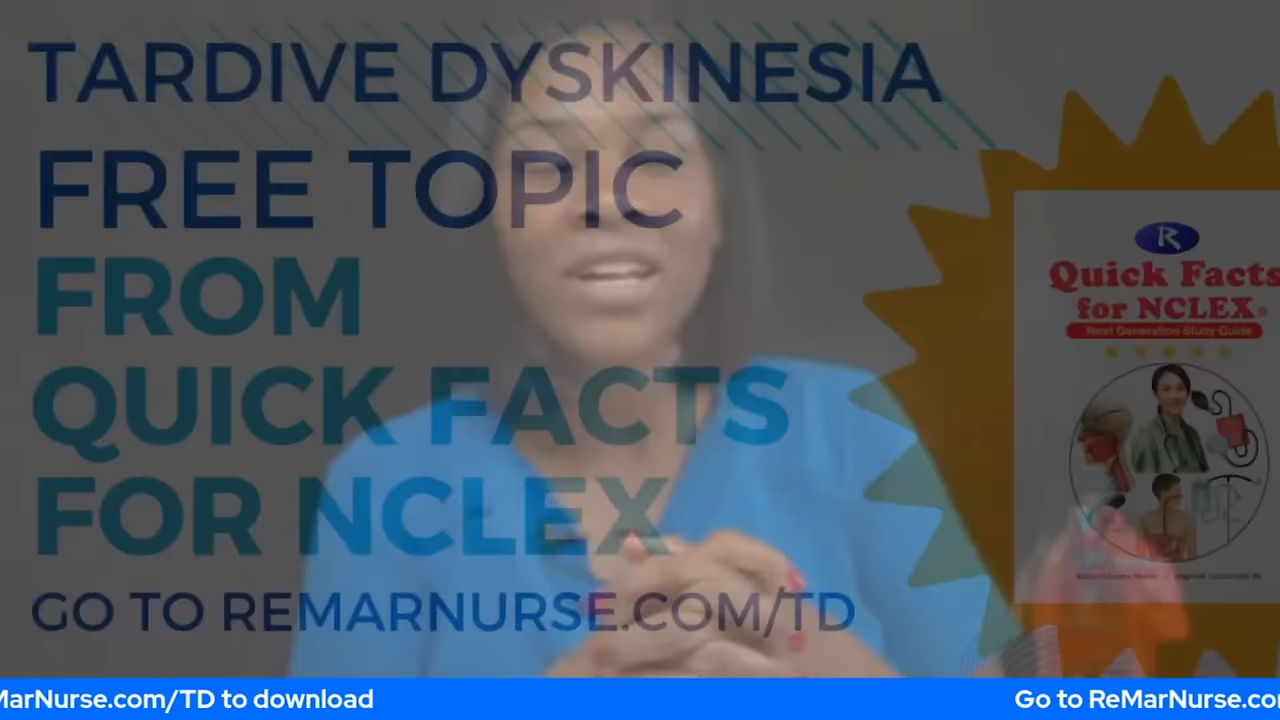 TARDIVE DYSKINESIA
FREE TOPIC
FROM
QUICK FACTS
FOR NCLEX
GO TO REMARNURSE.COM/TD
R
Quick Facts
for NCLEX®
Next Generation Study Guide
MarNurse.com/TD to download
Go to ReMarNurse.com